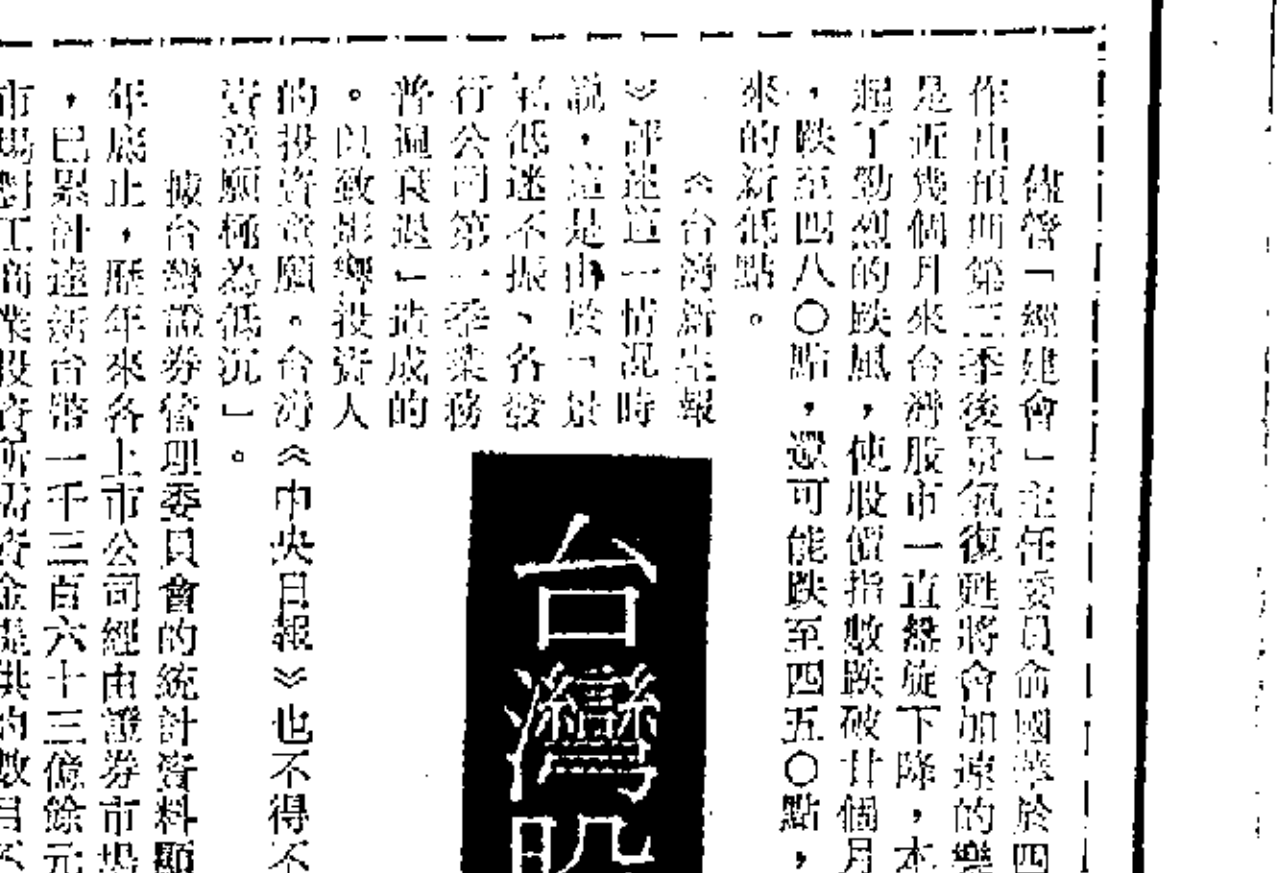 儘管「經建會」主任委員俞國華於四
作出預期第三季後景氣復甦將會加速的樂
是近幾個月來台灣股市一直盤旋下降，本
起了勁烈的跌風，使股價指數跌破廿個月
，跌至四八〇點，還可能跌至四五〇點，
來的新低點。
《台灣新生報
》評述這一情況時
說，這是由於「景
氣低迷不振、各發
行公司第一季業務
普遍衰退」造成的
。以致影響投資人
的投資意願。台灣《中央日報》也不得不
資意願極為低沉」。
據台灣證券管理委員會的統計資料顯
年底止，歷年來各上市公司經由證券市場
，已累計達新台幣一千三百六十三億餘元
市場對工商業投資所需資金提供的數目不
台灣股